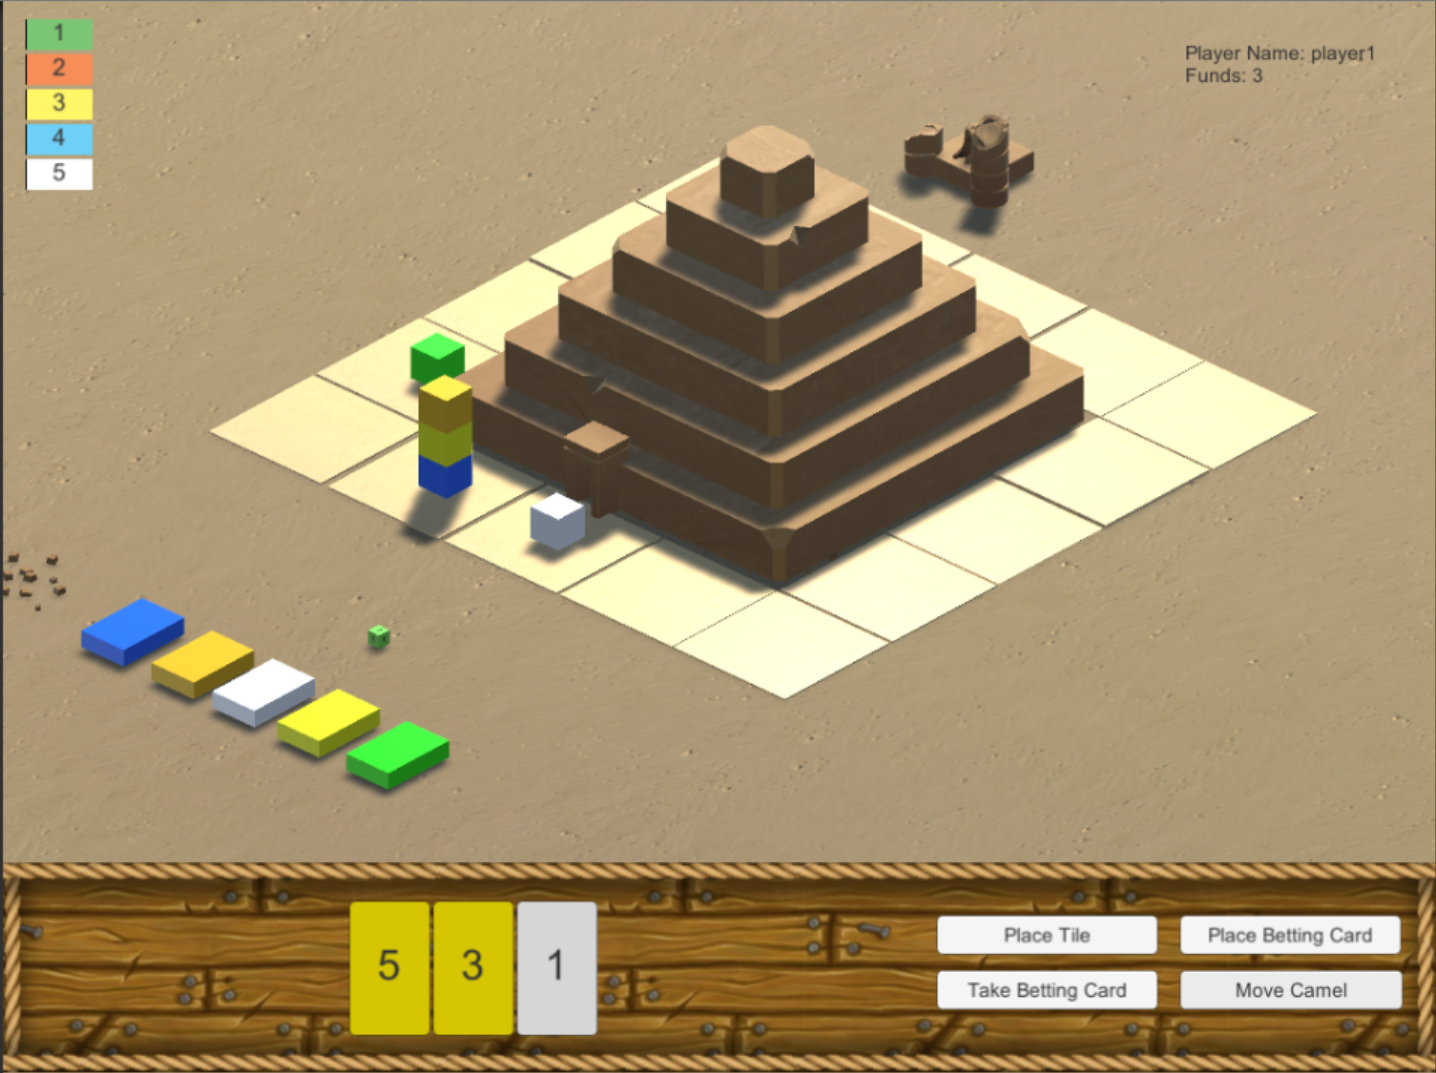 1
2
3
4
5
Player Name: player1
Funds: 3
5 3 1
Place Tile
Place Betting Card
Take Betting Card
Move Camel